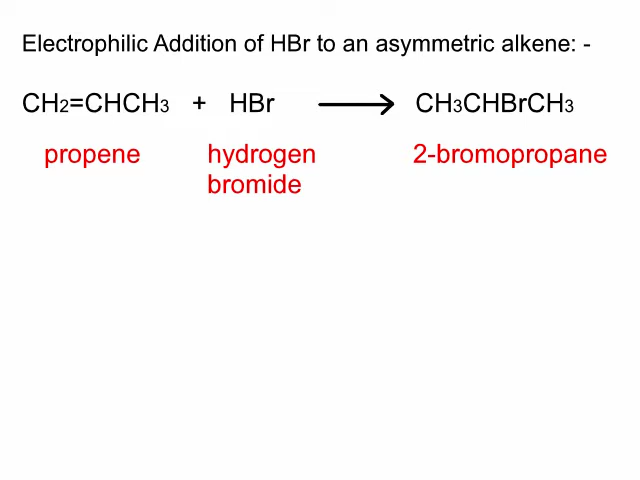 Electrophilic Addition of HBr to an asymmetric alkene: -
CH2=CHCH3 + HBr ⟶ CH3CHBrCH3
propene hydrogen bromide 2-bromopropane